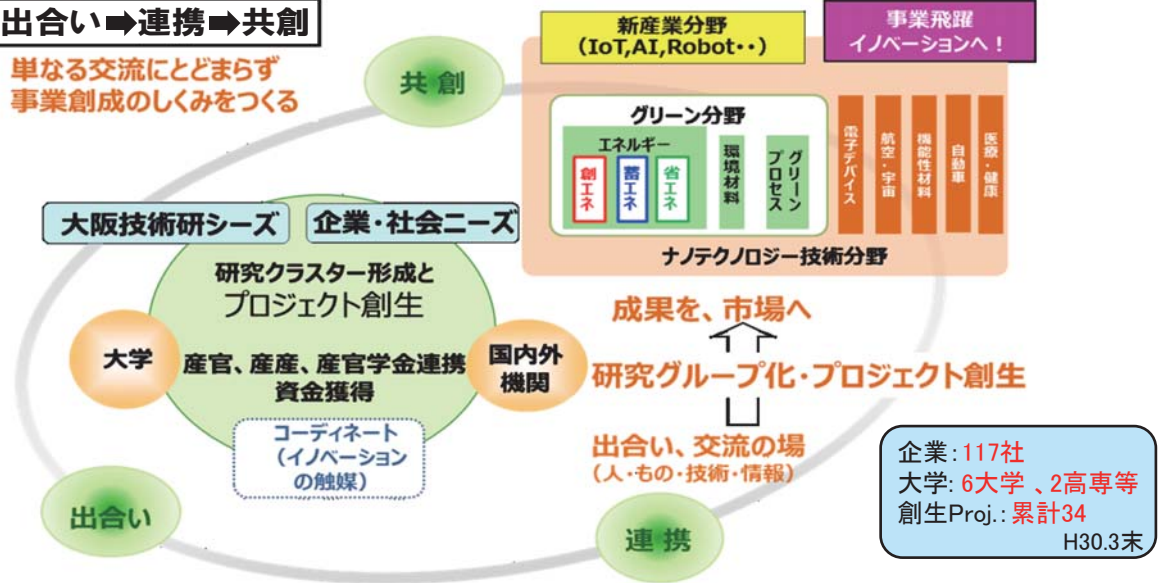 出合い➡連携➡共創
単なる交流にとどまらず
事業創成のしくみをつくる
共創
新産業分野
（IoT,AI,Robot・・）
事業飛躍
イノベーションへ！
グリーン分野
エネルギー
創エネ
蓄エネ
省エネ
環境材料
グリーン
プロセス
電子デバイス
航空・宇宙
機能性材料
自動車
医療・健康
ナノテクノロジー技術分野
大阪技術研シーズ
企業・社会ニーズ
研究クラスター形成と
プロジェクト創生
大学
国内外
機関
産官、産産、産官学金連携
資金獲得
コーディネート
（イノベーション
の触媒）
成果を、市場へ
研究グループ化・プロジェクト創生
出合い、交流の場
（人・もの・技術・情報）
出合い
連携
企業：117社
大学：6大学 、2高専等
創生Proj.：累計34
H30.3末